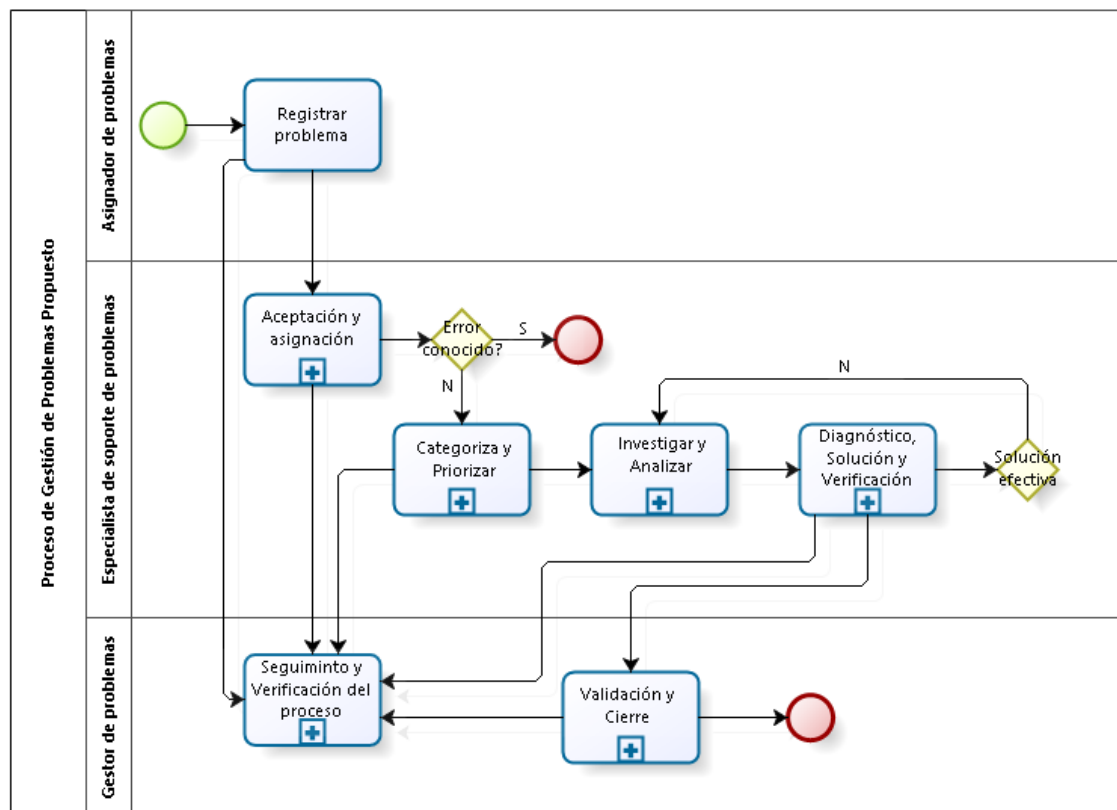 Proceso de Gestión de Problemas Propuesto
Asignador de problemas
Registrar
problema
Especialista de soporte de problemas
Aceptación y
asignación
Error
conocido?
S
N
Categoriza y
Priorizar
Investigar y
Analizar
Diagnóstico,
Solución y
Verificación
N
Solución
efectiva
Gestor de problemas
Seguiminto y
Verificación del
proceso
Validación y
Cierre